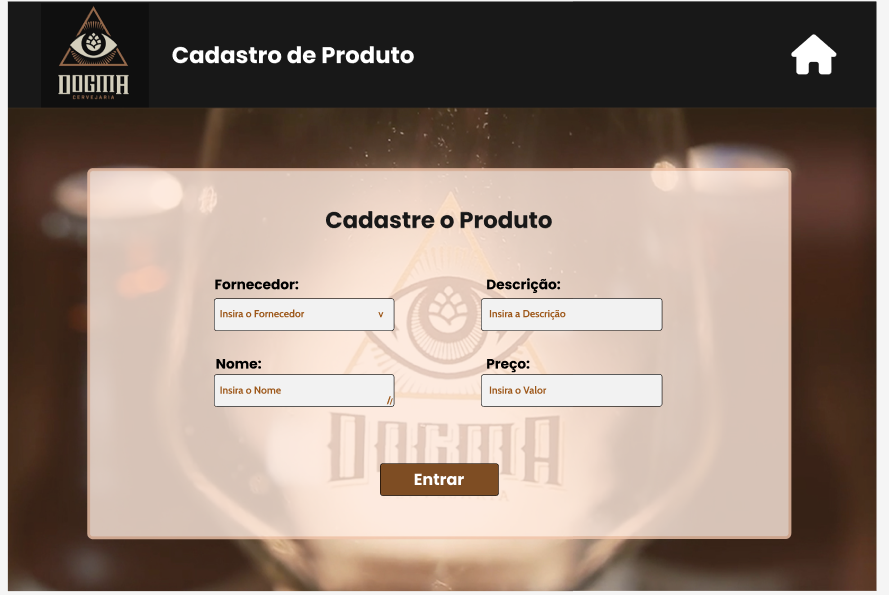 DOGMA
CERVEJARIA
Cadastro de Produto
Cadastre o Produto
Fornecedor:
Insira o Fornecedor v
Descrição:
Insira a Descrição
Nome:
Insira o Nome //
Preço:
Insira o Valor
DOGMA
Entrar